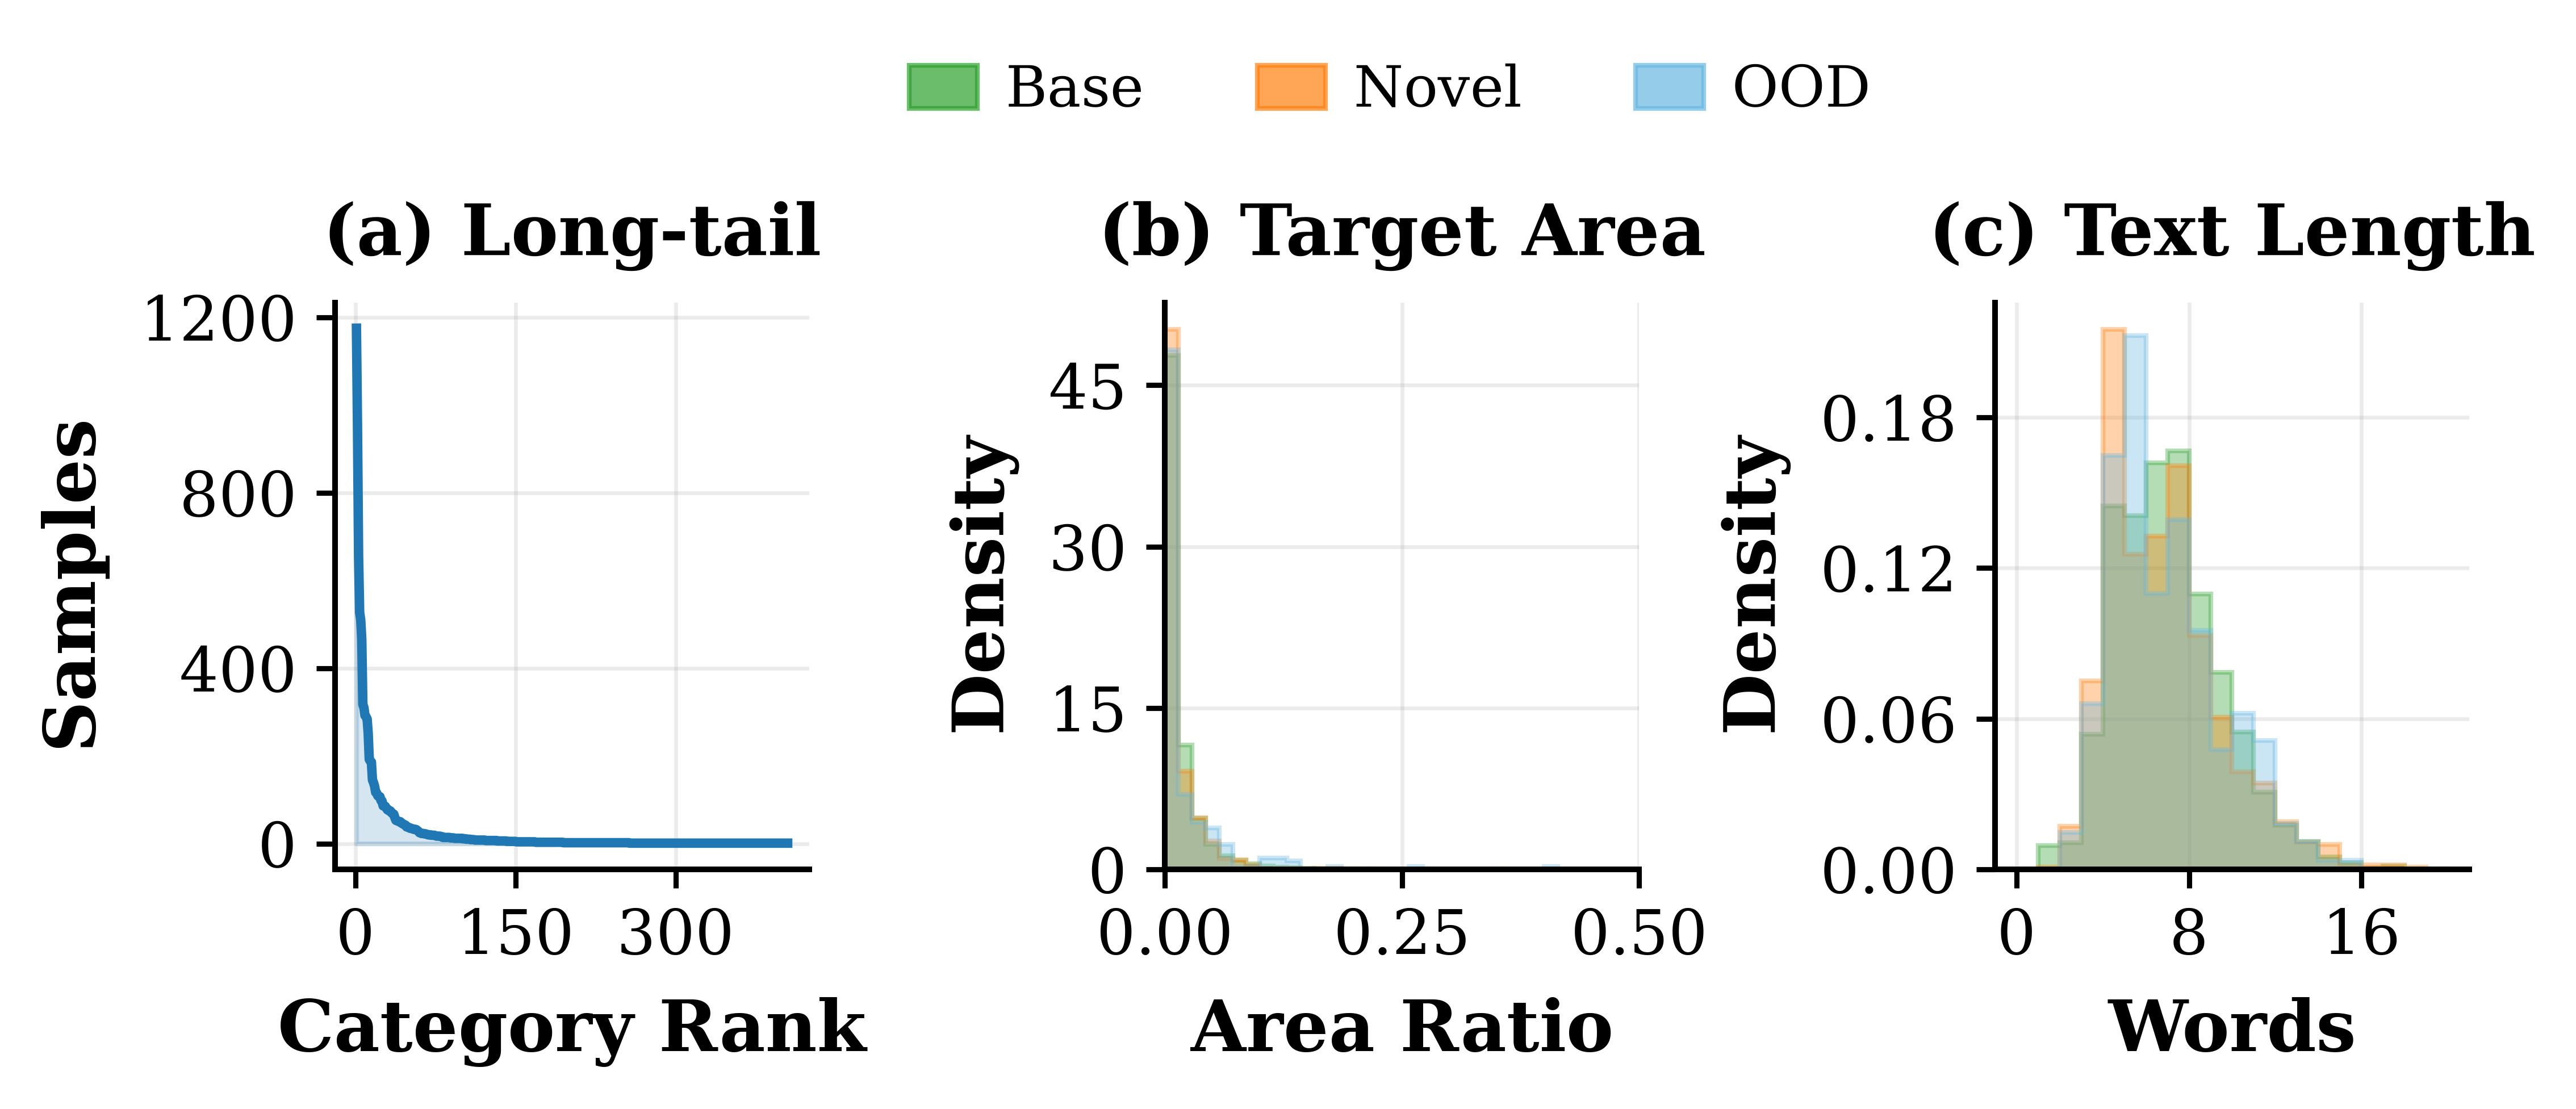 Base Novel OOD
(a) Long-tail
1200
800
400
0
Samples
0 150 300
Category Rank
(b) Target Area
45
30
15
0
Density
0.00 0.25 0.50
Area Ratio
(c) Text Length
0.18
0.12
0.06
0.00
Density
0 8 16
Words